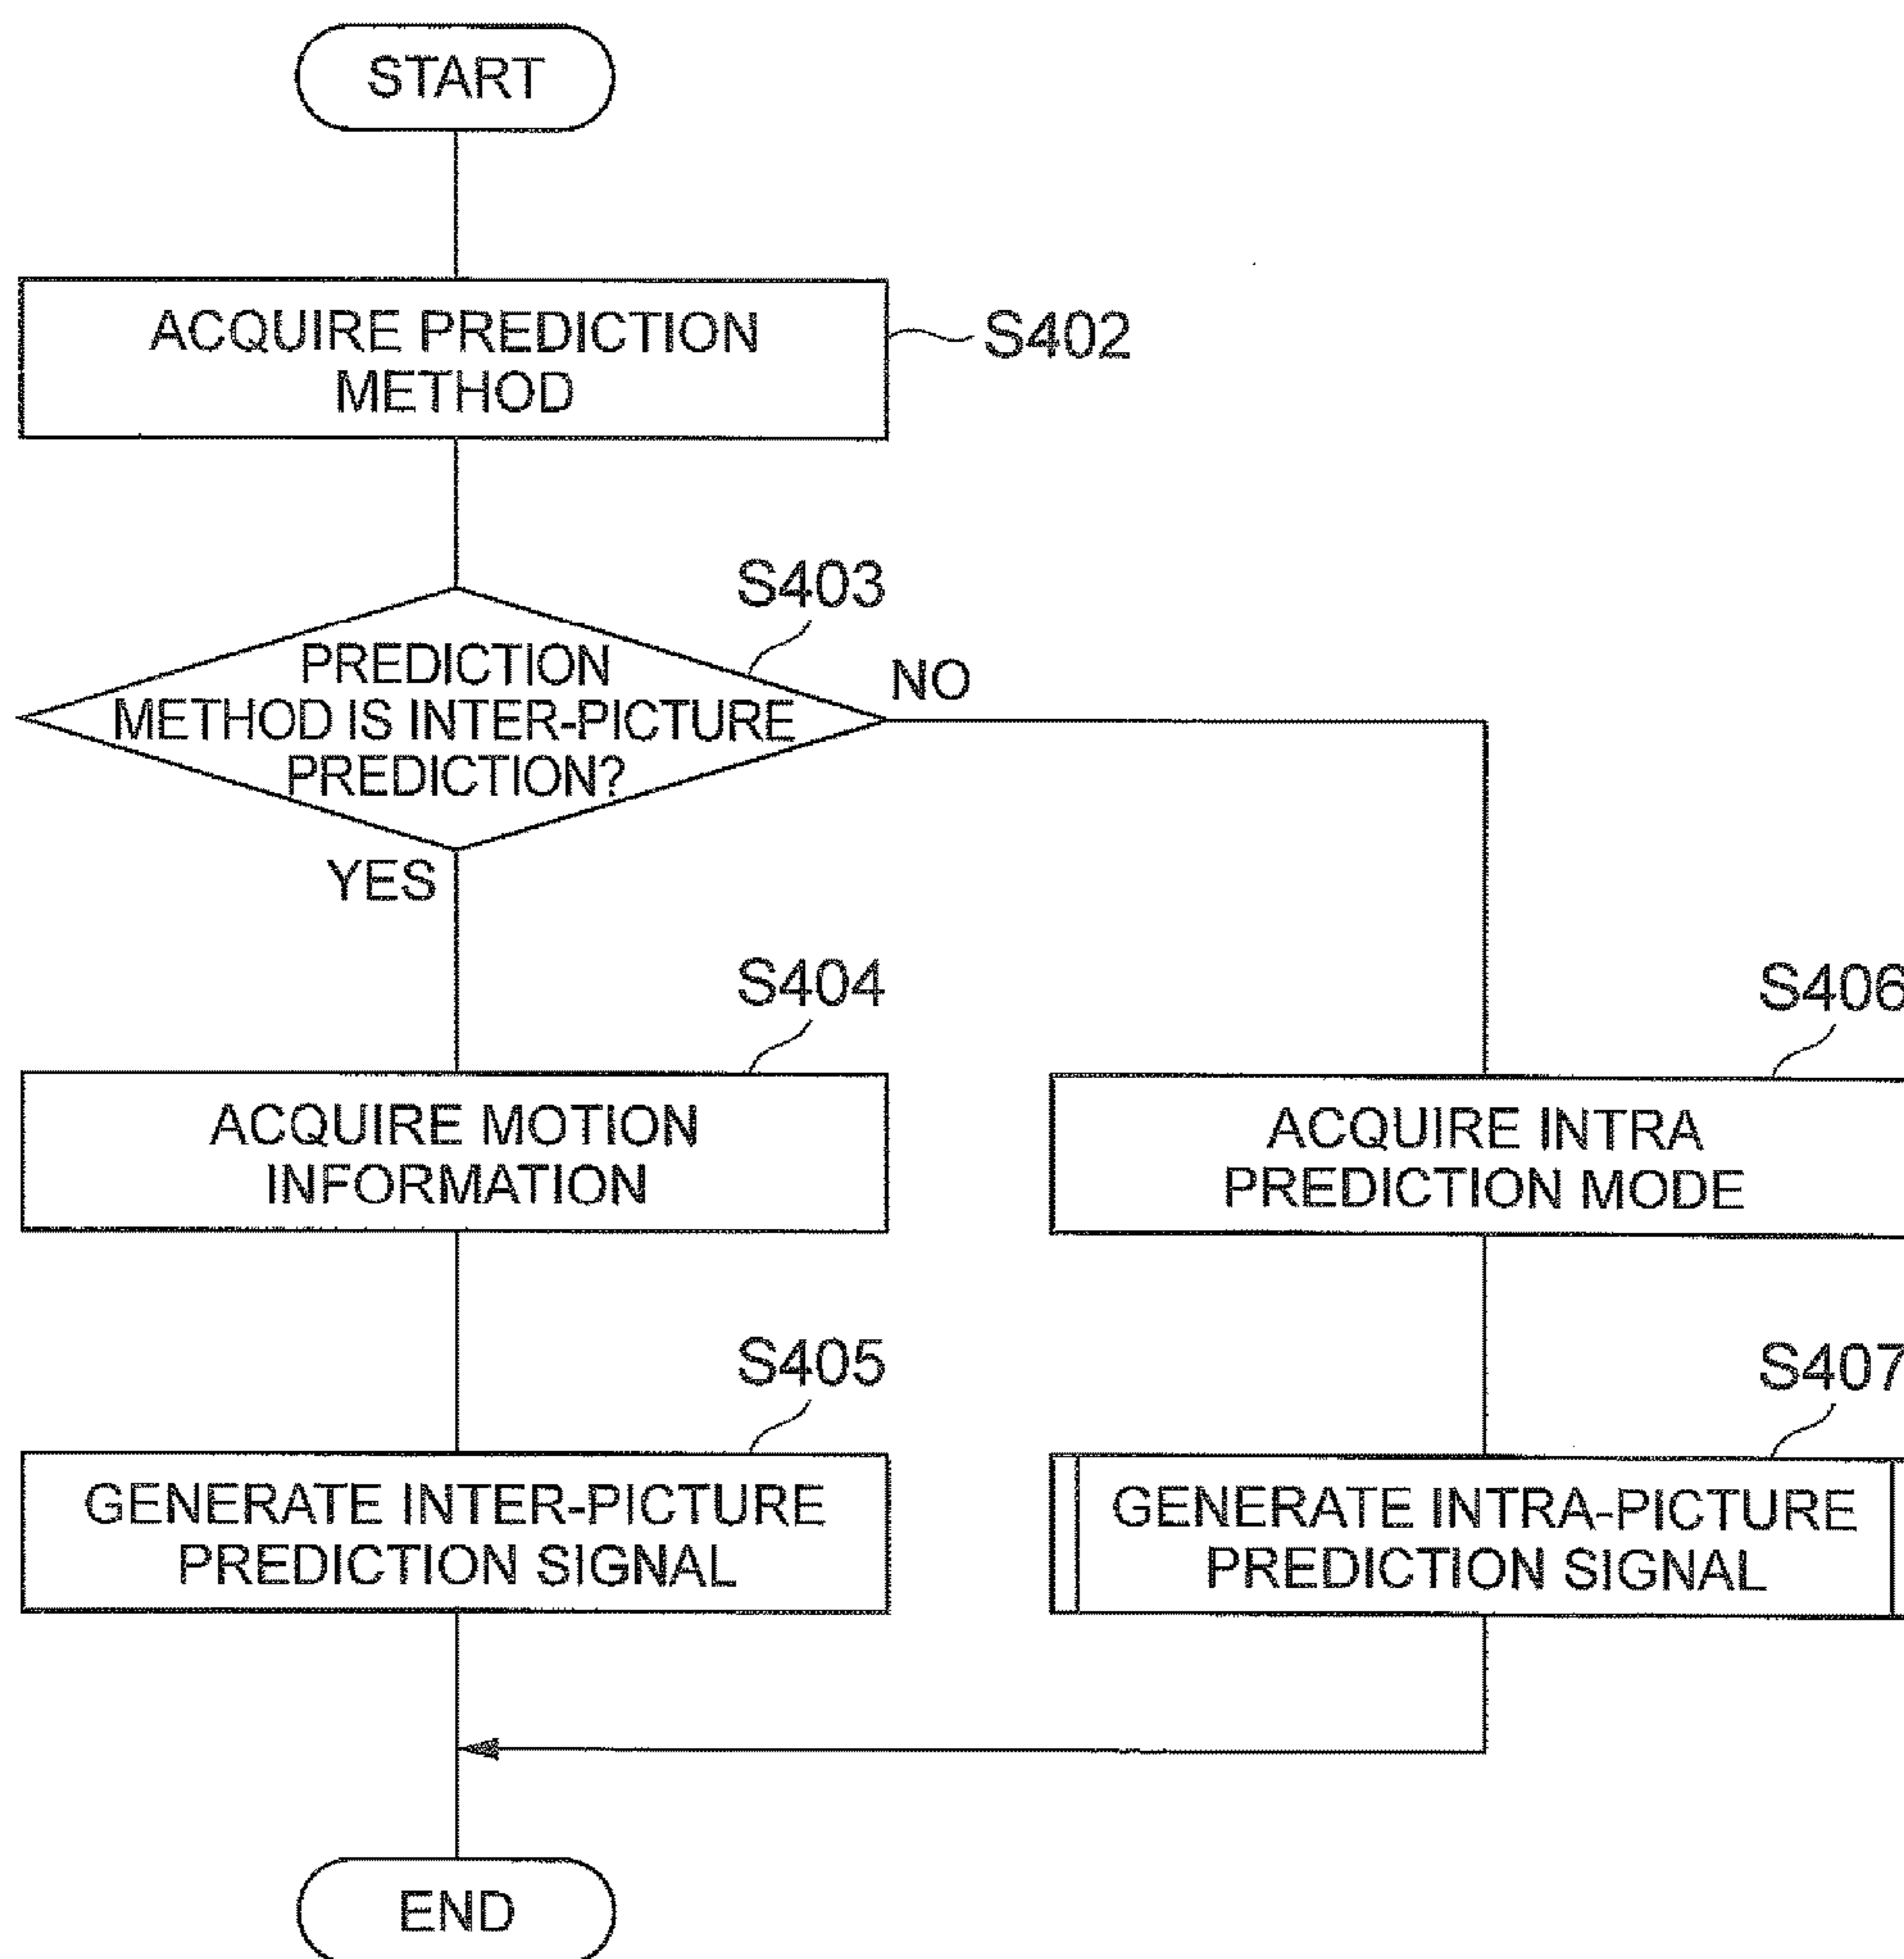 START
ACQUIRE PREDICTION
METHOD
S402
S403
PREDICTION
METHOD IS INTER-PICTURE
PREDICTION?
NO
YES
S404
ACQUIRE MOTION
INFORMATION
S406
ACQUIRE INTRA
PREDICTION MODE
S405
GENERATE INTER-PICTURE
PREDICTION SIGNAL
S407
GENERATE INTRA-PICTURE
PREDICTION SIGNAL
END